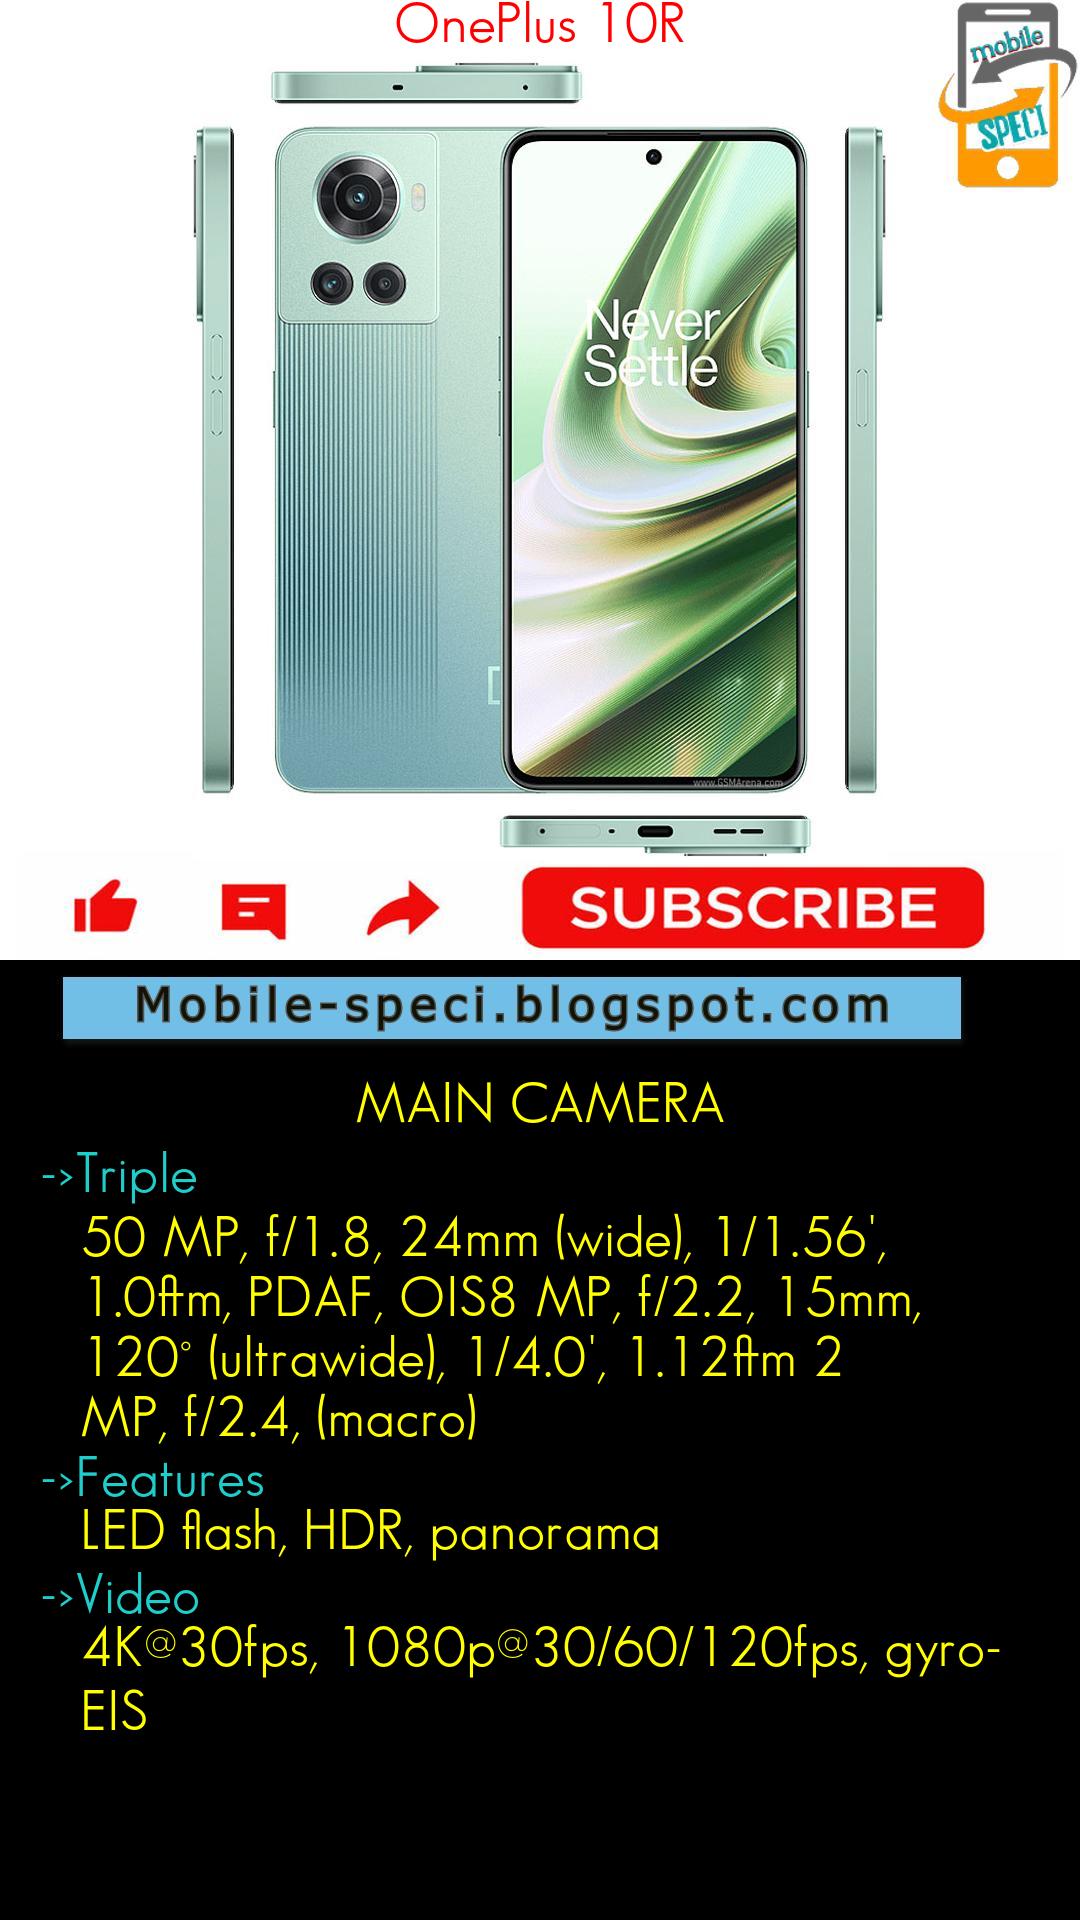 OnePlus 10R
mobile
SPECI
Never
Settle
www.GSMArena.com
SUBSCRIBE
Mobile-speci.blogspot.com
MAIN CAMERA
->Triple
50 MP, f/1.8, 24mm (wide), 1/1.56',
1.0ftm, PDAF, OIS8 MP, f/2.2, 15mm,
120° (ultrawide), 1/4.0', 1.12ftm 2
MP, f/2.4, (macro)
->Features
LED flash, HDR, panorama
->Video
4K@30fps, 1080p@30/60/120fps, gyro-
EIS